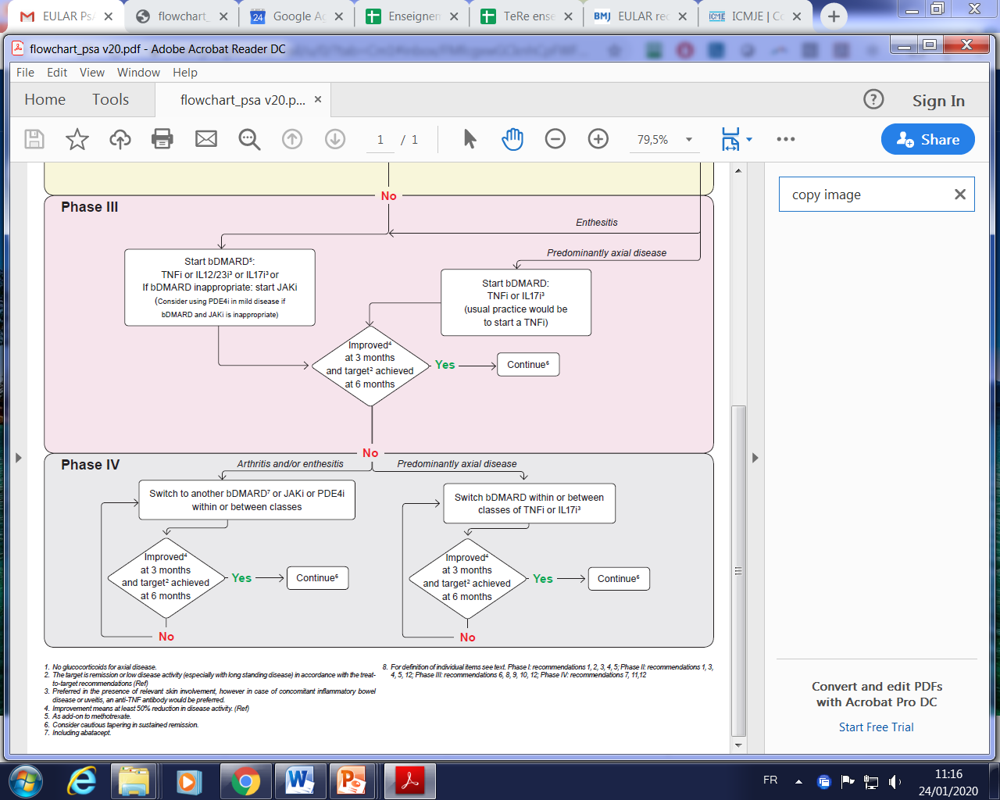 EULAR PsA
flowchart_
24
Google Ag
Enseignen
TeRe ense
BMJ
EULAR rec
ICMJE
ICMJE | Co
flowchart_psa v20.pdf - Adobe Acrobat Reader DC
File Edit View Window Help
Home Tools flowchart_psa v20.p... Sign In
1 / 1 79,5% Share
No
Phase III
copy image
Enthesitis
Predominantly axial disease
Start bDMARD⁵:
TNFi or IL12/23i³ or IL17i³ or
If bDMARD inappropriate: start JAKi
(Consider using PDE4i in mild disease if
bDMARD and JAKi is inappropriate)
Start bDMARD:
TNFi or IL17i³
(usual practice would be
to start a TNFi)
Improved⁴
at 3 months
and target² achieved
at 6 months
Yes
Continue⁶
No
Phase IV
Arthritis and/or enthesitis
Predominantly axial disease
Switch to another bDMARD⁷ or JAKi or PDE4i
within or between classes
Switch bDMARD within or between
classes of TNFi or IL17i³
Improved⁴
at 3 months
and target² achieved
at 6 months
Yes
Continue⁶
No
Improved⁴
at 3 months
and target² achieved
at 6 months
Yes
Continue⁶
No
1. No glucocorticoids for axial disease.
2. The target is remission or low disease activity (especially with long standing disease) in accordance with the treat-
to-target recommendations (Ref)
3. Preferred in the presence of relevant skin involvement, however in case of concomitant inflammatory bowel
disease or uveitis, an anti-TNF antibody would be preferred.
4. Improvement means at least 50% reduction in disease activity. (Ref)
5. As add-on to methotrexate.
6. Consider cautious tapering in sustained remission.
7. Including abatacept.
8. For definition of individual items see text. Phase I: recommendations 1, 2, 3, 4, 5; Phase II: recommendations 1, 3,
4, 5, 12; Phase III: recommendations 6, 8, 9, 10, 12; Phase IV: recommendations 7, 11,12
Convert and edit PDFs
with Acrobat Pro DC
Start Free Trial
FR
11:16
24/01/2020